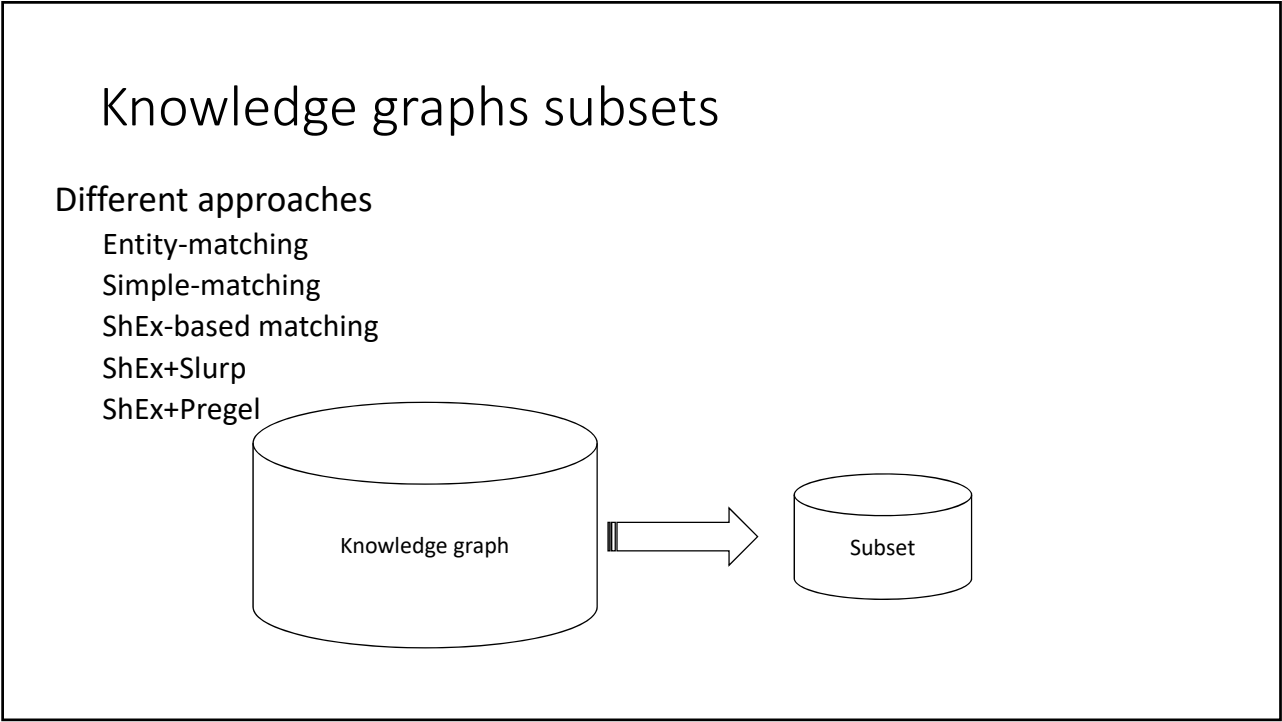 Knowledge graphs subsets
Different approaches
Entity-matching
Simple-matching
ShEx-based matching
ShEx+Slurp
ShEx+Pregel
Knowledge graph
Subset